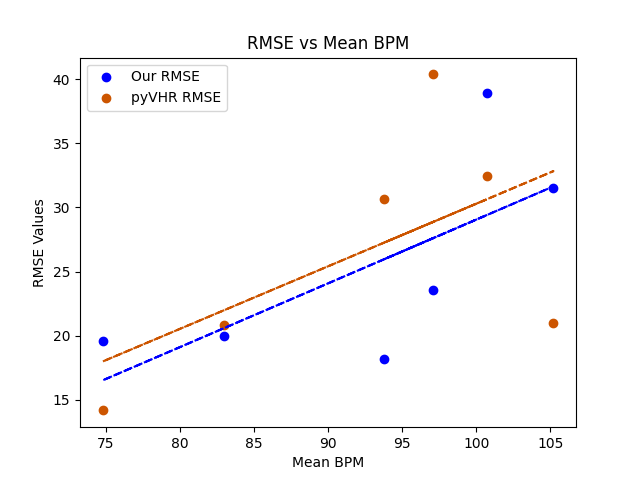 RMSE vs Mean BPM
Our RMSE
pyVHR RMSE
40
35
30
25
20
15
RMSE Values
75 80 85 90 95 100 105
Mean BPM